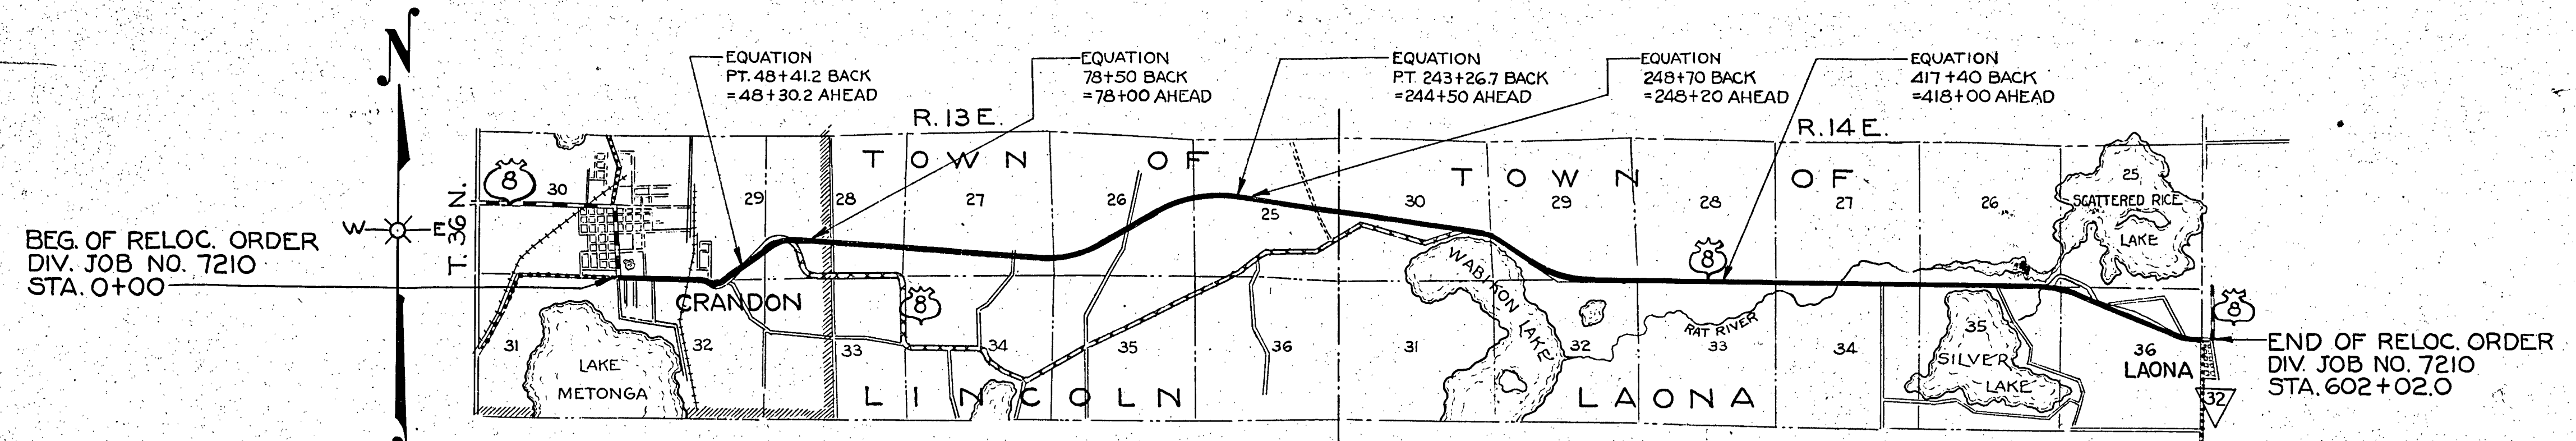 N
EQUATION
PT. 48+41.2 BACK
=48+30.2 AHEAD
EQUATION
78+50 BACK
=78+00 AHEAD
EQUATION
P.T. 243+26.7 BACK
=244+50 AHEAD
EQUATION
248+70 BACK
=248+20 AHEAD
EQUATION
417+40 BACK
=418+00 AHEAD
R.13E.
R.14E.
TOWN OF
TOWN OF
T. 36 N.
8
30
29
28
27
26
25
30
29
28
27
26
25
SCATTERED RICE
LAKE
W
E
BEG. OF RELOC. ORDER
DIV. JOB NO. 7210
STA. 0+00
CRANDON
8
8
WABIKON LAKE
RAT RIVER
8
31
32
33
34
35
36
31
32
33
34
35
36
LAKE
METONGA
SILVER
LAKE
LAONA
LINCOLN
LAONA
32
END OF RELOC. ORDER
DIV. JOB NO. 7210
STA. 602+02.0